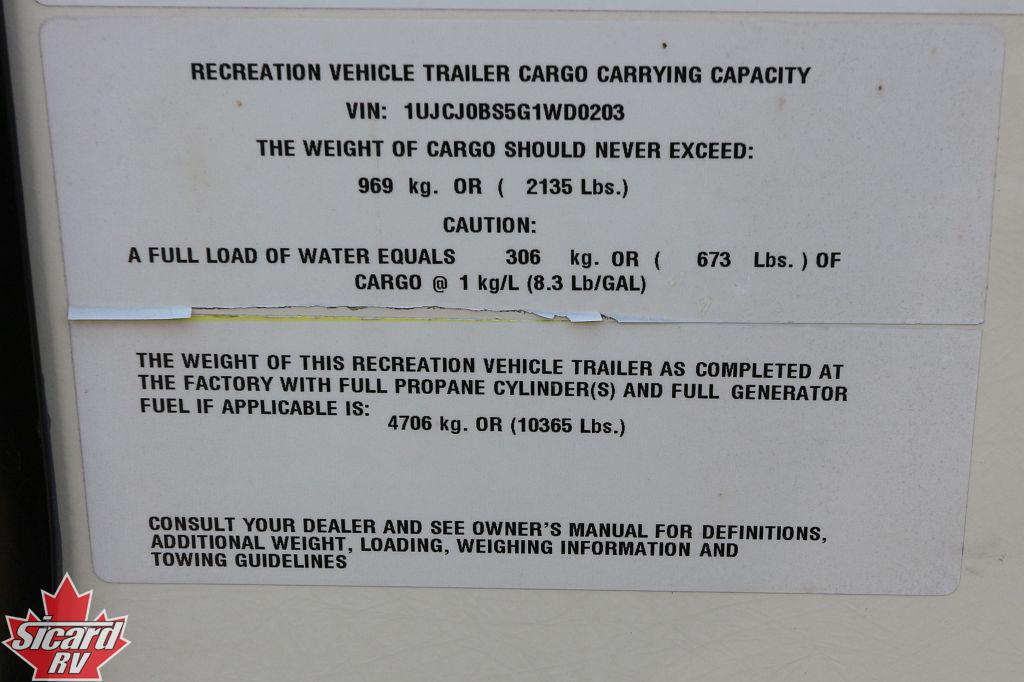 RECREATION VEHICLE TRAILER CARGO CARRYING CAPACITY
VIN: 1UJCJ0BS5G1WD0203
THE WEIGHT OF CARGO SHOULD NEVER EXCEED:
969 kg. OR ( 2135 Lbs.)
CAUTION:
A FULL LOAD OF WATER EQUALS 306 kg. OR ( 673 Lbs. ) OF
CARGO @ 1 kg/L (8.3 Lb/GAL)
THE WEIGHT OF THIS RECREATION VEHICLE TRAILER AS COMPLETED AT
THE FACTORY WITH FULL PROPANE CYLINDER(S) AND FULL GENERATOR
FUEL IF APPLICABLE IS:
4706 kg. OR (10365 Lbs.)
CONSULT YOUR DEALER AND SEE OWNER'S MANUAL FOR DEFINITIONS,
ADDITIONAL WEIGHT, LOADING, WEIGHING INFORMATION AND
TOWING GUIDELINES
Sicard
RV